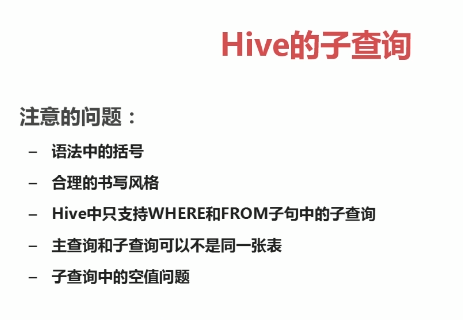 Hive的子查询
注意的问题：
– 语法中的括号
– 合理的书写风格
– Hive中只支持WHERE和FROM子句中的子查询
– 主查询和子查询可以不是同一张表
– 子查询中的空值问题